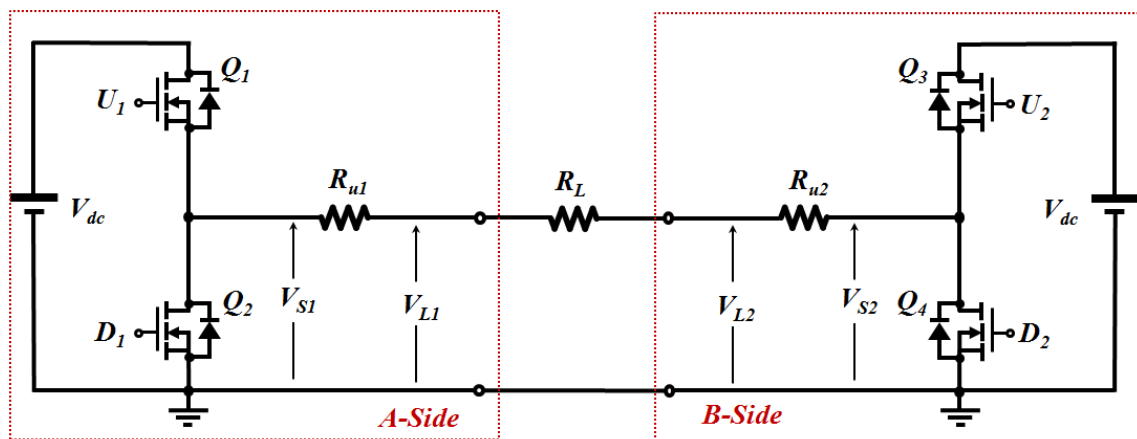 Q1
Q3
U1
U2
Ru1
RL
Ru2
Vdc
Vdc
VS1
VL1
VL2
VS2
Q2
Q4
D1
D2
A-Side
B-Side